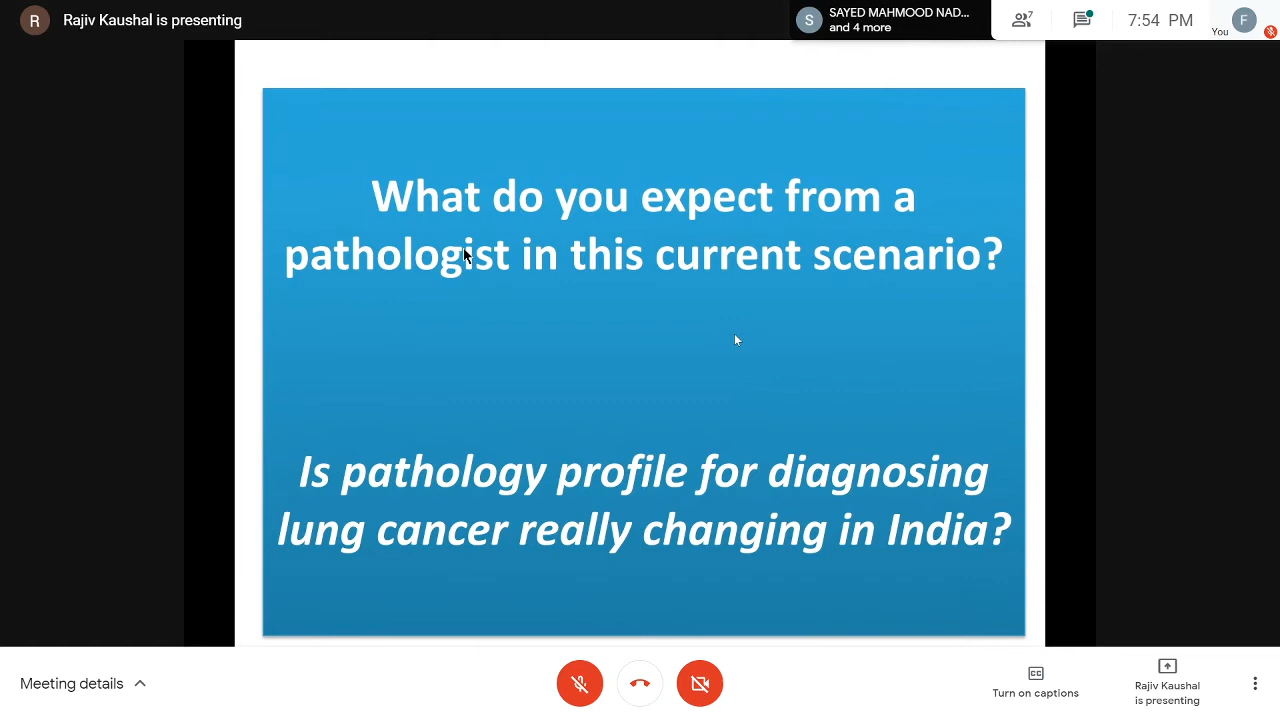 R
Rajiv Kaushal is presenting
S
SAYED MAHMOOD NAD...
and 4 more
7
7:54 PM
You
F
What do you expect from a
pathologist in this current scenario?
Is pathology profile for diagnosing
lung cancer really changing in India?
Meeting details
CC
Turn on captions
Rajiv Kaushal
is presenting